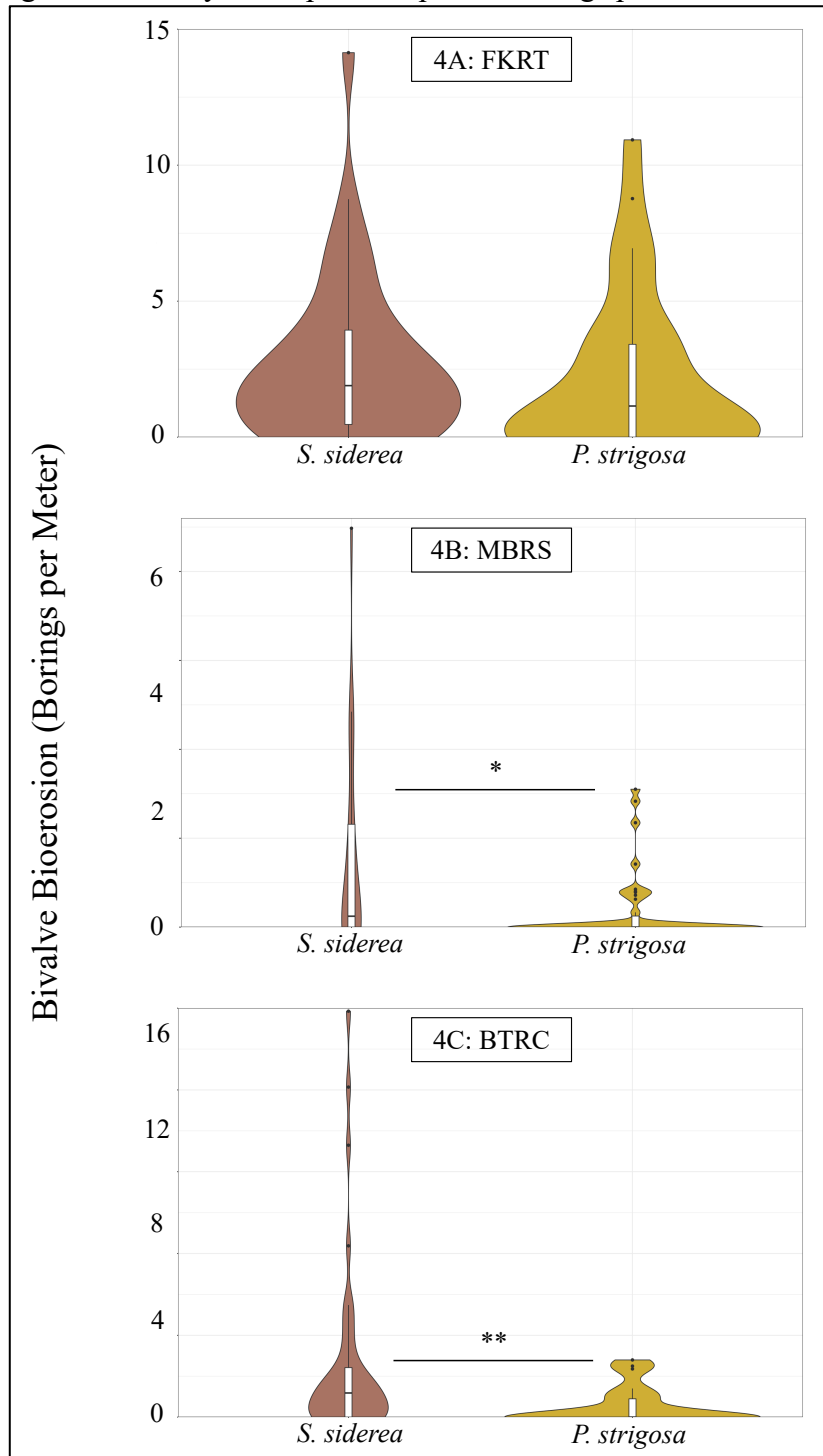 Bivalve Bioerosion (Borings per Meter)
4A: FKRT
15
10
5
0
S. siderea P. strigosa
4B: MBRS
6
4
*
2
0
S. siderea P. strigosa
4C: BTRC
16
12
8
4
**
0
S. siderea P. strigosa